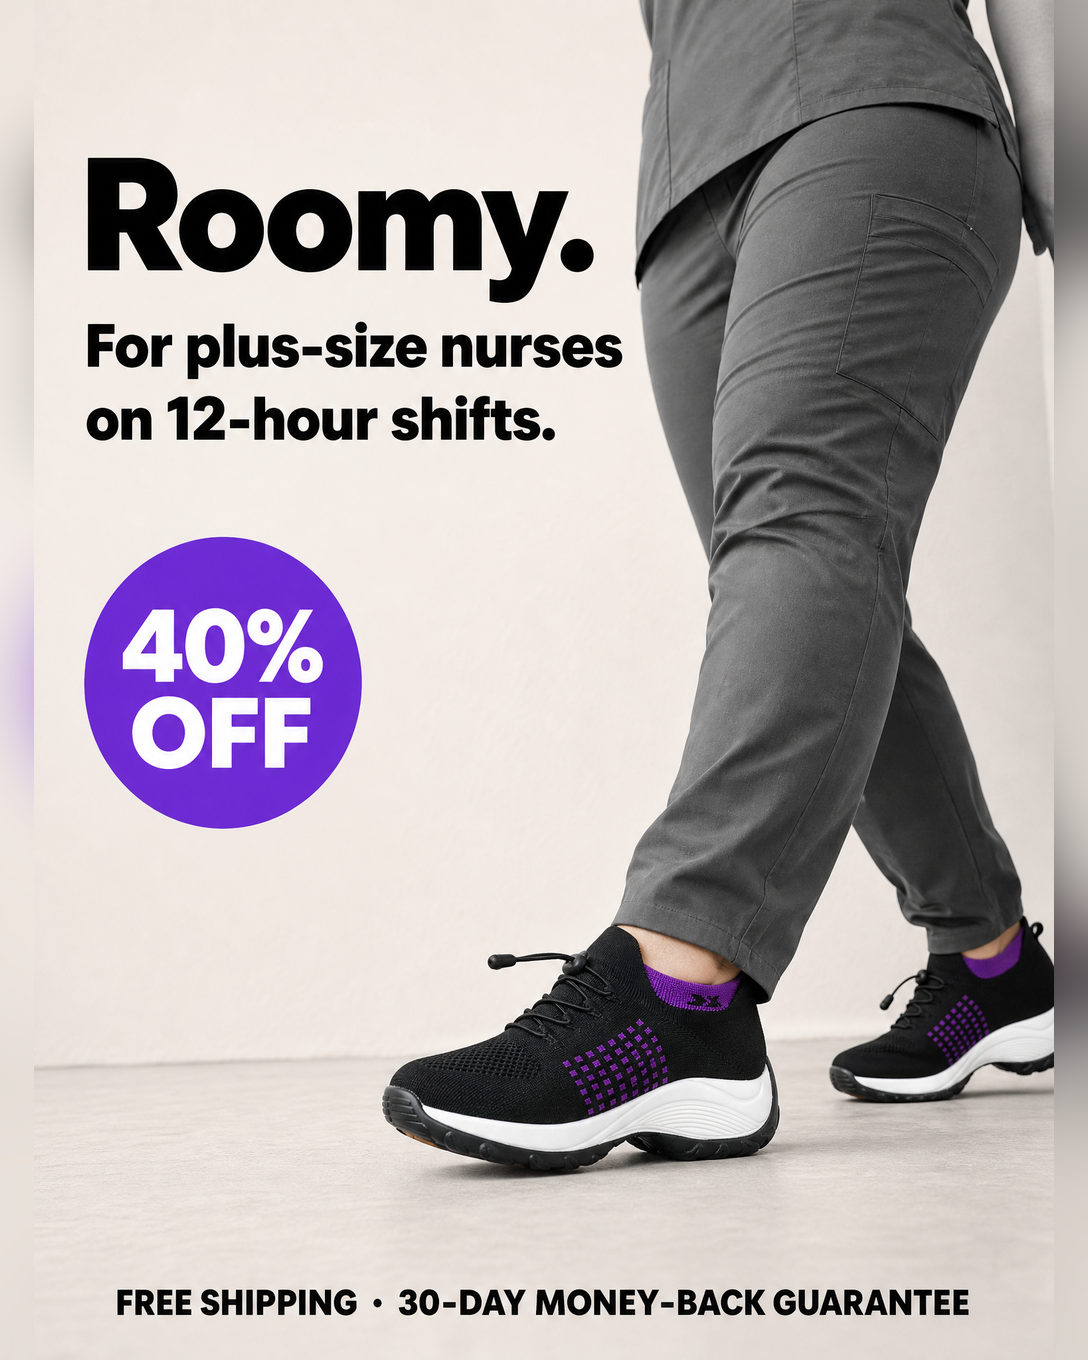 Roomy.
For plus-size nurses
on 12-hour shifts.
40%
OFF
FREE SHIPPING • 30-DAY MONEY-BACK GUARANTEE